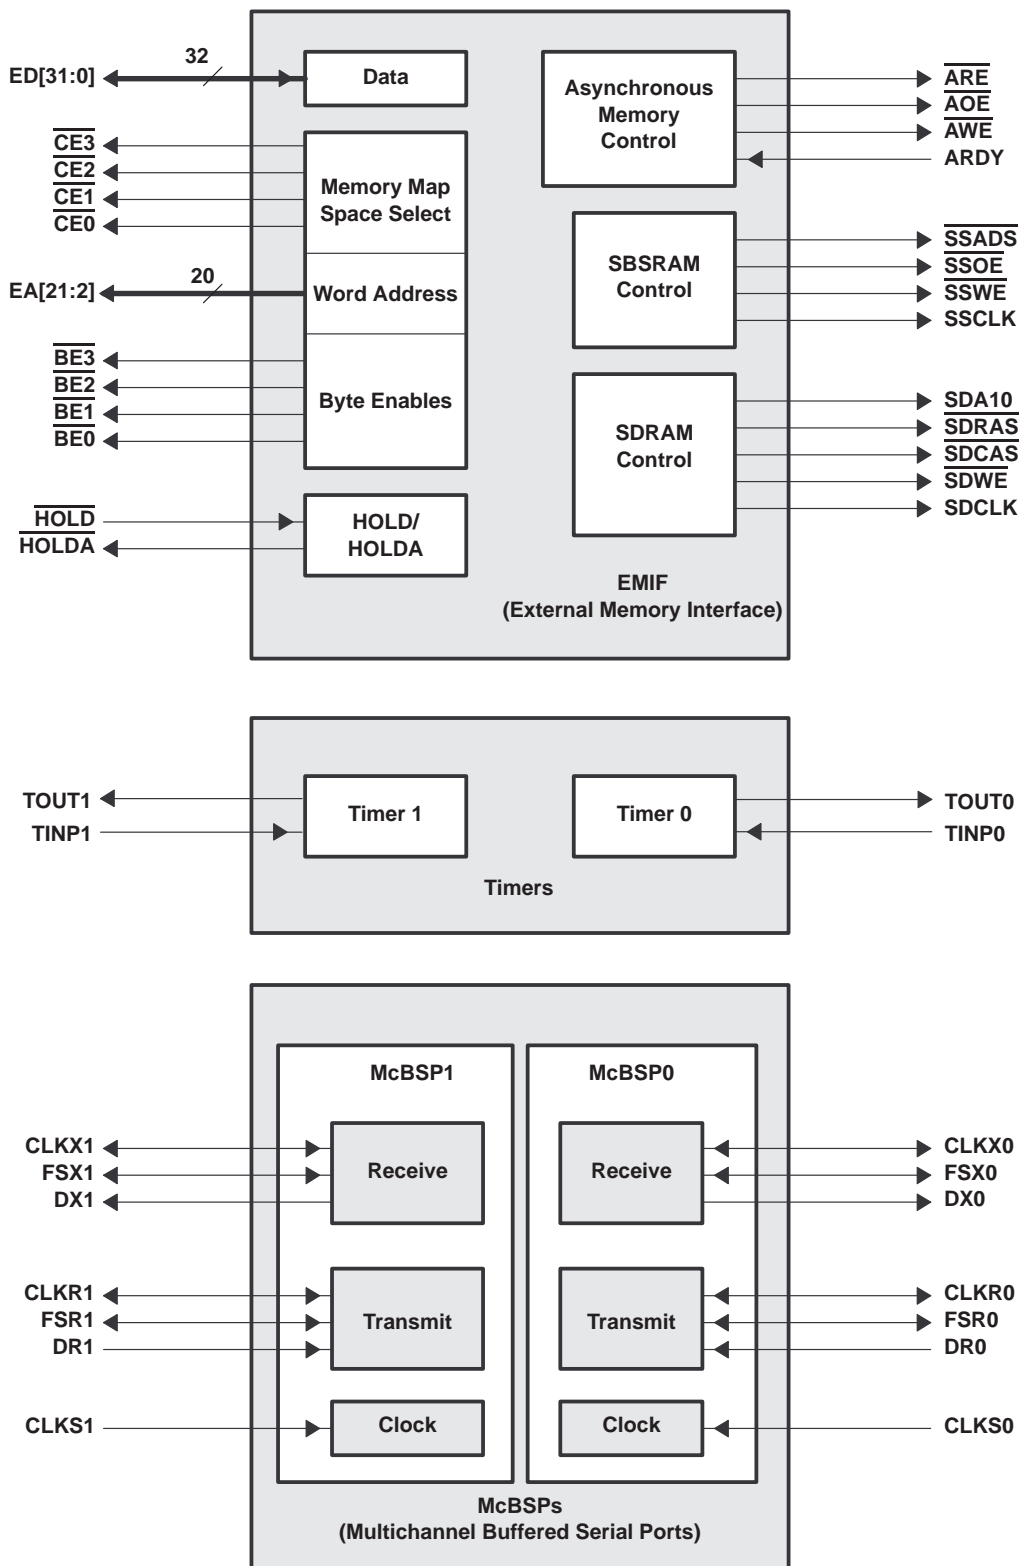 32
ED[31:0]
Data
CE3
CE2
CE1
CE0
Memory Map
Space Select
20
EA[21:2]
Word Address
BE3
BE2
BE1
BE0
Byte Enables
HOLD
HOLDA
HOLD/
HOLDA
Asynchronous
Memory
Control
ARE
AOE
AWE
ARDY
SBSRAM
Control
SSADS
SSOE
SSWE
SSCLK
SDRAM
Control
SDA10
SDRAS
SDCAS
SDWE
SDCLK
EMIF
(External Memory Interface)
TOUT1
TINP1
Timer 1
Timer 0
TOUT0
TINP0
Timers
McBSP1
McBSP0
CLKX1
FSX1
DX1
Receive
Receive
CLKX0
FSX0
DX0
CLKR1
FSR1
DR1
Transmit
Transmit
CLKR0
FSR0
DR0
CLKS1
Clock
Clock
CLKS0
McBSPs
(Multichannel Buffered Serial Ports)